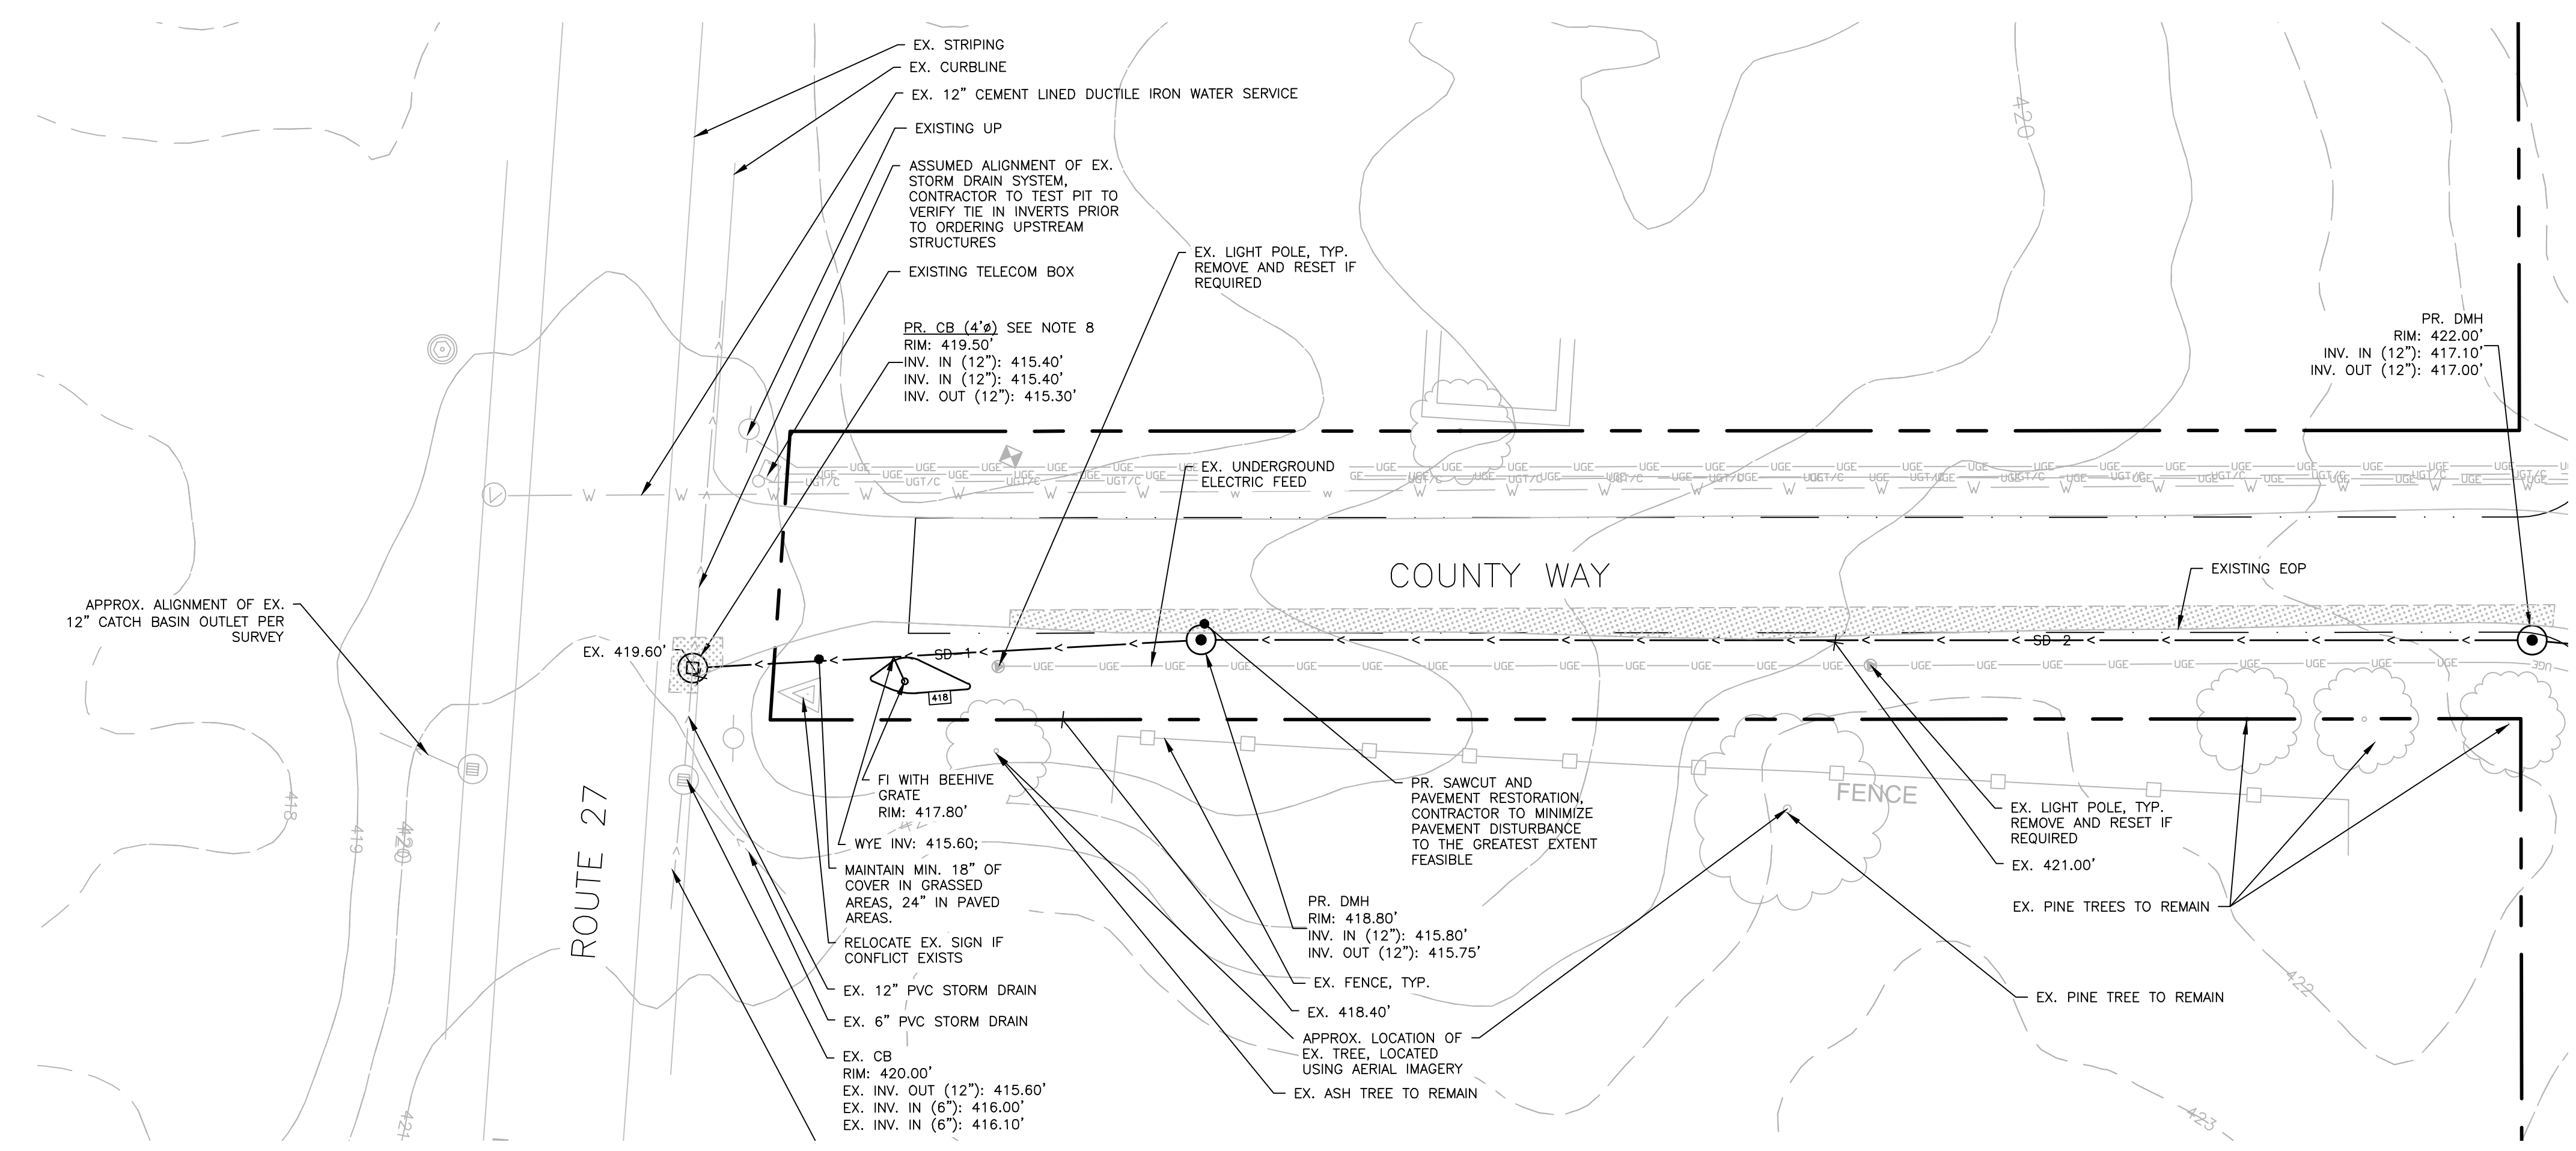 EX. STRIPING
EX. CURBLINE
EX. 12" CEMENT LINED DUCTILE IRON WATER SERVICE
EXISTING UP
ASSUMED ALIGNMENT OF EX.
STORM DRAIN SYSTEM,
CONTRACTOR TO TEST PIT TO
VERIFY TIE IN INVERTS PRIOR
TO ORDERING UPSTREAM
STRUCTURES
EXISTING TELECOM BOX
PR. CB (4'ø) SEE NOTE 8
RIM: 419.50'
INV. IN (12"): 415.40'
INV. IN (12"): 415.40'
INV. OUT (12"): 415.30'
EX. LIGHT POLE, TYP.
REMOVE AND RESET IF
REQUIRED
420
PR. DMH
RIM: 422.00'
INV. IN (12"): 417.10'
INV. OUT (12"): 417.00'
EX. UNDERGROUND
ELECTRIC FEED
UGE
UGT/C
W
COUNTY WAY
EXISTING EOP
APPROX. ALIGNMENT OF EX.
12" CATCH BASIN OUTLET PER
SURVEY
EX. 419.60'
SD-1
SD-2
UGE
418
FENCE
ROUTE 27
418
419
420
421
FI WITH BEEHIVE
GRATE
RIM: 417.80'
WYE INV: 415.60;
MAINTAIN MIN. 18" OF
COVER IN GRASSED
AREAS, 24" IN PAVED
AREAS.
RELOCATE EX. SIGN IF
CONFLICT EXISTS
EX. 12" PVC STORM DRAIN
EX. 6" PVC STORM DRAIN
EX. CB
RIM: 420.00'
EX. INV. OUT (12"): 415.60'
EX. INV. IN (6"): 416.00'
EX. INV. IN (6"): 416.10'
PR. SAWCUT AND
PAVEMENT RESTORATION,
CONTRACTOR TO MINIMIZE
PAVEMENT DISTURBANCE
TO THE GREATEST EXTENT
FEASIBLE
PR. DMH
RIM: 418.80'
INV. IN (12"): 415.80'
INV. OUT (12"): 415.75'
EX. FENCE, TYP.
EX. 418.40'
APPROX. LOCATION OF
EX. TREE, LOCATED
USING AERIAL IMAGERY
EX. ASH TREE TO REMAIN
EX. LIGHT POLE, TYP.
REMOVE AND RESET IF
REQUIRED
EX. 421.00'
EX. PINE TREES TO REMAIN
EX. PINE TREE TO REMAIN
422
423